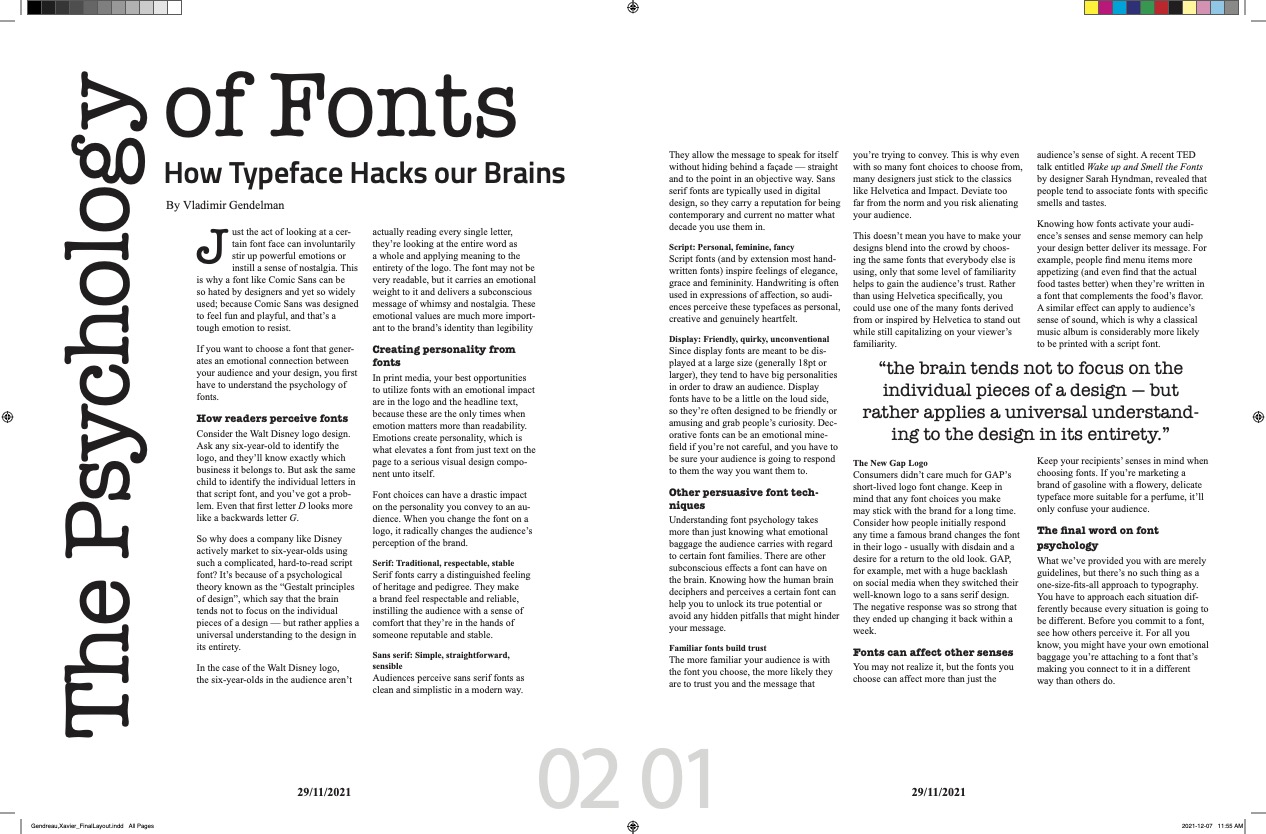 The Psychology
of Fonts
How Typeface Hacks our Brains
By Vladimir Gendelman
Just the act of looking at a cer-
tain font face can involuntarily
stir up powerful emotions or
instill a sense of nostalgia. This
is why a font like Comic Sans can be
so hated by designers and yet so widely
used; because Comic Sans was designed
to feel fun and playful, and that’s a
tough emotion to resist.
If you want to choose a font that gener-
ates an emotional connection between
your audience and your design, you first
have to understand the psychology of
fonts.
How readers perceive fonts
Consider the Walt Disney logo design.
Ask any six-year-old to identify the
logo, and they’ll know exactly which
business it belongs to. But ask the same
child to identify the individual letters in
that script font, and you’ve got a prob-
lem. Even that first letter D looks more
like a backwards letter G.
So why does a company like Disney
actively market to six-year-olds using
such a complicated, hard-to-read script
font? It’s because of a psychological
theory known as the “Gestalt principles
of design”, which say that the brain
tends not to focus on the individual
pieces of a design — but rather applies a
universal understanding to the design in
its entirety.
In the case of the Walt Disney logo,
the six-year-olds in the audience aren’t
actually reading every single letter,
they’re looking at the entire word as
a whole and applying meaning to the
entirety of the logo. The font may not be
very readable, but it carries an emotional
weight to it and delivers a subconscious
message of whimsy and nostalgia. These
emotional values are much more import-
ant to the brand’s identity than legibility
Creating personality from
fonts
In print media, your best opportunities
to utilize fonts with an emotional impact
are in the logo and the headline text,
because these are the only times when
emotion matters more than readability.
Emotions create personality, which is
what elevates a font from just text on the
page to a serious visual design compo-
nent unto itself.
Font choices can have a drastic impact
on the personality you convey to an au-
dience. When you change the font on a
logo, it radically changes the audience’s
perception of the brand.
Serif: Traditional, respectable, stable
Serif fonts carry a distinguished feeling
of heritage and pedigree. They make
a brand feel respectable and reliable,
instilling the audience with a sense of
comfort that they’re in the hands of
someone reputable and stable.
Sans serif: Simple, straightforward,
sensible
Audiences perceive sans serif fonts as
clean and simplistic in a modern way.
They allow the message to speak for itself
without hiding behind a façade — straight
and to the point in an objective way. Sans
serif fonts are typically used in digital
design, so they carry a reputation for being
contemporary and current no matter what
decade you use them in.
Script: Personal, feminine, fancy
Script fonts (and by extension most hand-
written fonts) inspire feelings of elegance,
grace and femininity. Handwriting is often
used in expressions of affection, so audi-
ences perceive these typefaces as personal,
creative and genuinely heartfelt.
Display: Friendly, quirky, unconventional
Since display fonts are meant to be dis-
played at a large size (generally 18pt or
larger), they tend to have big personalities
in order to draw an audience. Display
fonts have to be a little on the loud side,
so they’re often designed to be friendly or
amusing and grab people’s curiosity. Dec-
orative fonts can be an emotional mine-
field if you’re not careful, and you have to
be sure your audience is going to respond
to them the way you want them to.
Other persuasive font tech-
niques
Understanding font psychology takes
more than just knowing what emotional
baggage the audience carries with regard
to certain font families. There are other
subconscious effects a font can have on
the brain. Knowing how the human brain
deciphers and perceives a certain font can
help you to unlock its true potential or
avoid any hidden pitfalls that might hinder
your message.
Familiar fonts build trust
The more familiar your audience is with
the font you choose, the more likely they
are to trust you and the message that
you’re trying to convey. This is why even
with so many font choices to choose from,
many designers just stick to the classics
like Helvetica and Impact. Deviate too
far from the norm and you risk alienating
your audience.
This doesn’t mean you have to make your
designs blend into the crowd by choos-
ing the same fonts that everybody else is
using, only that some level of familiarity
helps to gain the audience’s trust. Rather
than using Helvetica specifically, you
could use one of the many fonts derived
from or inspired by Helvetica to stand out
while still capitalizing on your viewer’s
familiarity.
“the brain tends not to focus on the
individual pieces of a design — but
rather applies a universal understand-
ing to the design in its entirety.”
The New Gap Logo
Consumers didn’t care much for GAP’s
short-lived logo font change. Keep in
mind that any font choices you make
may stick with the brand for a long time.
Consider how people initially respond
any time a famous brand changes the font
in their logo - usually with disdain and a
desire for a return to the old look. GAP,
for example, met with a huge backlash
on social media when they switched their
well-known logo to a sans serif design.
The negative response was so strong that
they ended up changing it back within a
week.
Fonts can affect other senses
You may not realize it, but the fonts you
choose can affect more than just the
audience’s sense of sight. A recent TED
talk entitled Wake up and Smell the Fonts
by designer Sarah Hyndman, revealed that
people tend to associate fonts with specific
smells and tastes.
Knowing how fonts activate your audi-
ence’s senses and sense memory can help
your design better deliver its message. For
example, people find menu items more
appetizing (and even find that the actual
food tastes better) when they’re written in
a font that complements the food’s flavor.
A similar effect can apply to audience’s
sense of sound, which is why a classical
music album is considerably more likely
to be printed with a script font.
Keep your recipients’ senses in mind when
choosing fonts. If you’re marketing a
brand of gasoline with a flowery, delicate
typeface more suitable for a perfume, it’ll
only confuse your audience.
The final word on font
psychology
What we’ve provided you with are merely
guidelines, but there’s no such thing as a
one-size-fits-all approach to typography.
You have to approach each situation dif-
ferently because every situation is going to
be different. Before you commit to a font,
see how others perceive it. For all you
know, you might have your own emotional
baggage you’re attaching to a font that’s
making you connect to it in a different
way than others do.
02 01
29/11/2021
29/11/2021
Gendreau,Xavier_FinalLayout.indd All Pages
2021-12-07 11:55 AM